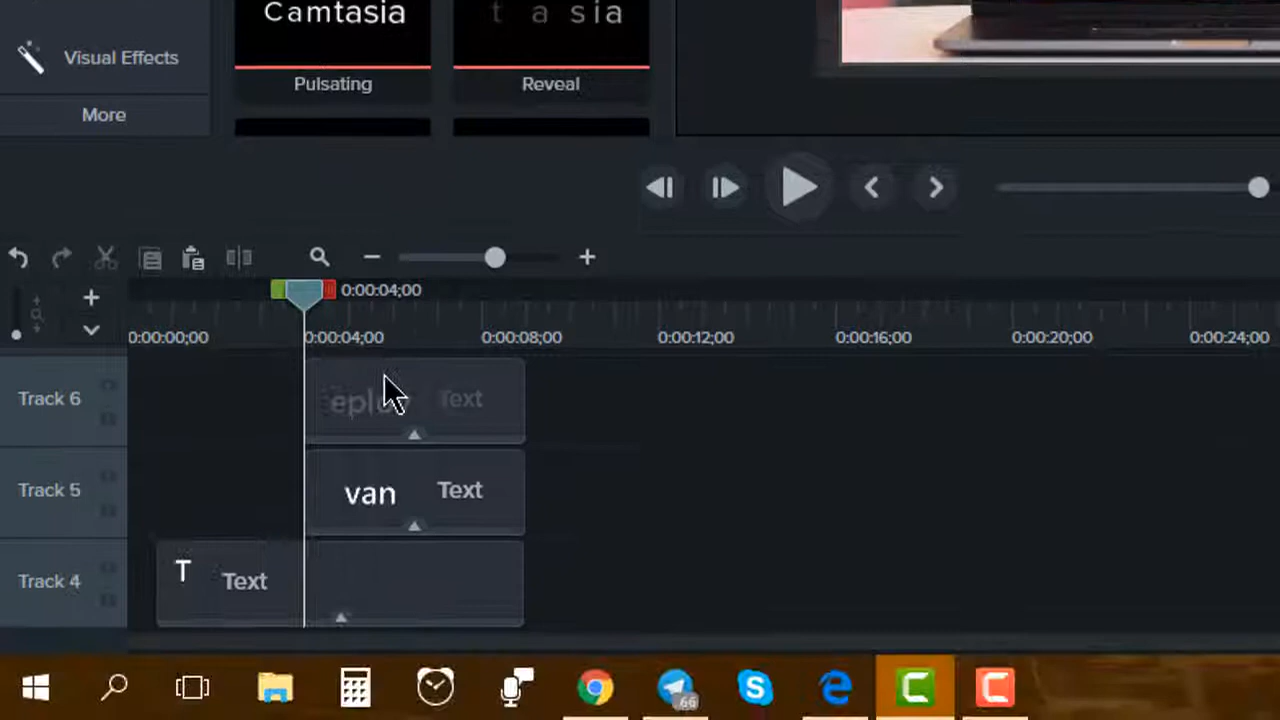 Camtasia
t a sia
Visual Effects
Pulsating
Reveal
More
0:00:04;00
0:00:00;00
0:00:04;00
0:00:08;00
0:00:12;00
0:00:16;00
0:00:20;00
0:00:24;00
Track 6
Text
Track 5
van
Text
Track 4
T
Text
66